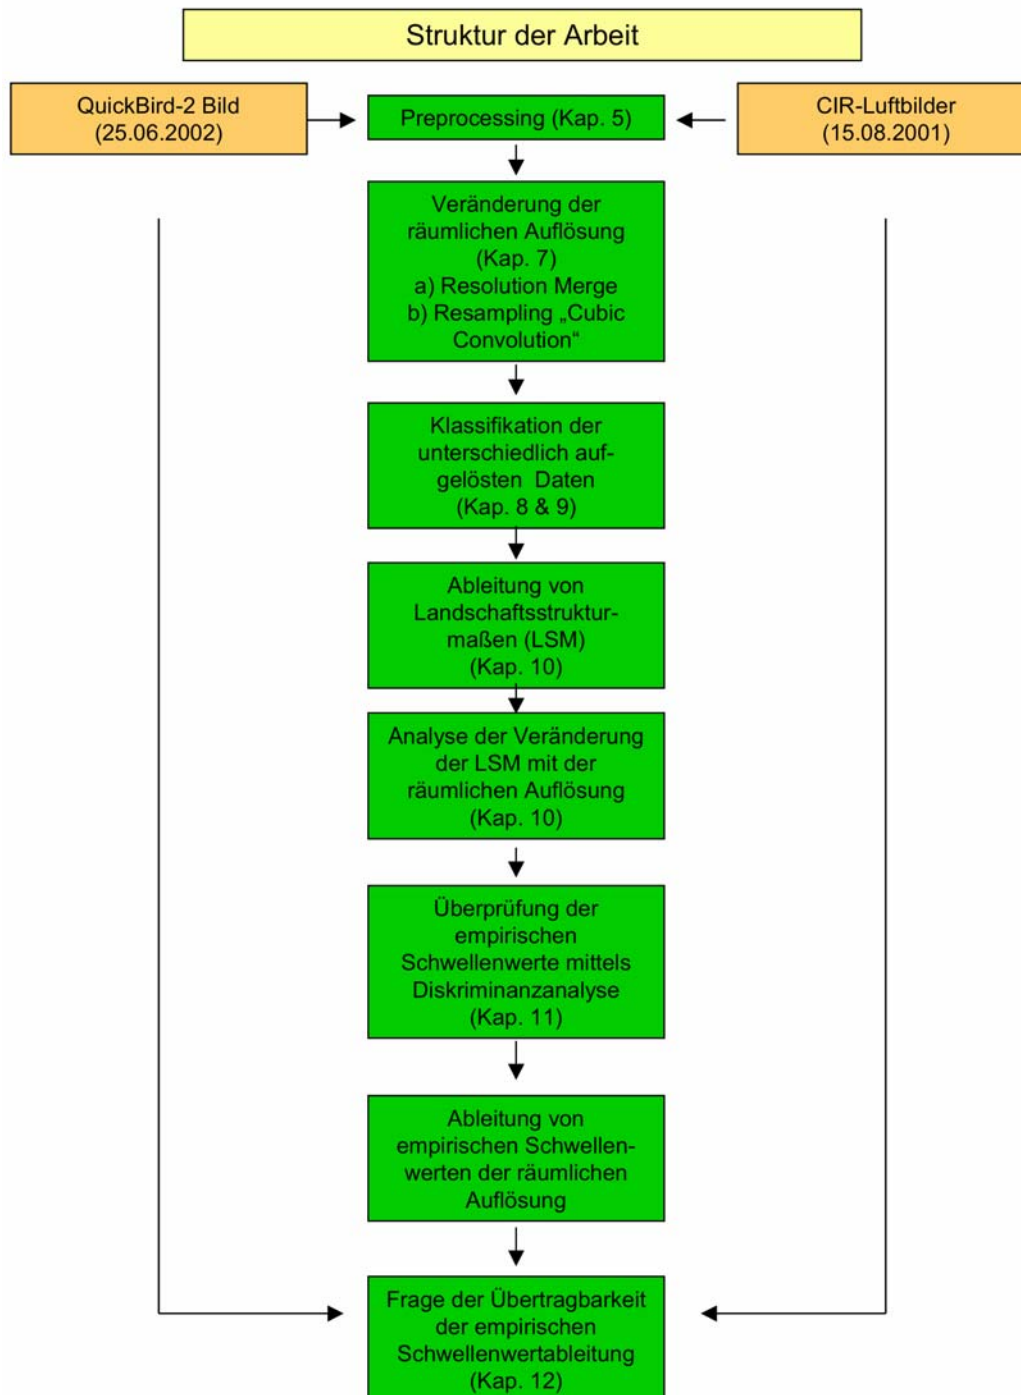 Struktur der Arbeit
QuickBird-2 Bild
(25.06.2002)
Preprocessing (Kap. 5)
CIR-Luftbilder
(15.08.2001)
Veränderung der
räumlichen Auflösung
(Kap. 7)
a) Resolution Merge
b) Resampling „Cubic
Convolution“
Klassifikation der
unterschiedlich auf-
gelösten Daten
(Kap. 8 & 9)
Ableitung von
Landschaftsstruktur-
maßen (LSM)
(Kap. 10)
Analyse der Veränderung
der LSM mit der
räumlichen Auflösung
(Kap. 10)
Überprüfung der
empirischen
Schwellenwerte mittels
Diskriminanzanalyse
(Kap. 11)
Ableitung von
empirischen Schwellen-
werten der räumlichen
Auflösung
Frage der Übertragbarkeit
der empirischen
Schwellenwertableitung
(Kap. 12)